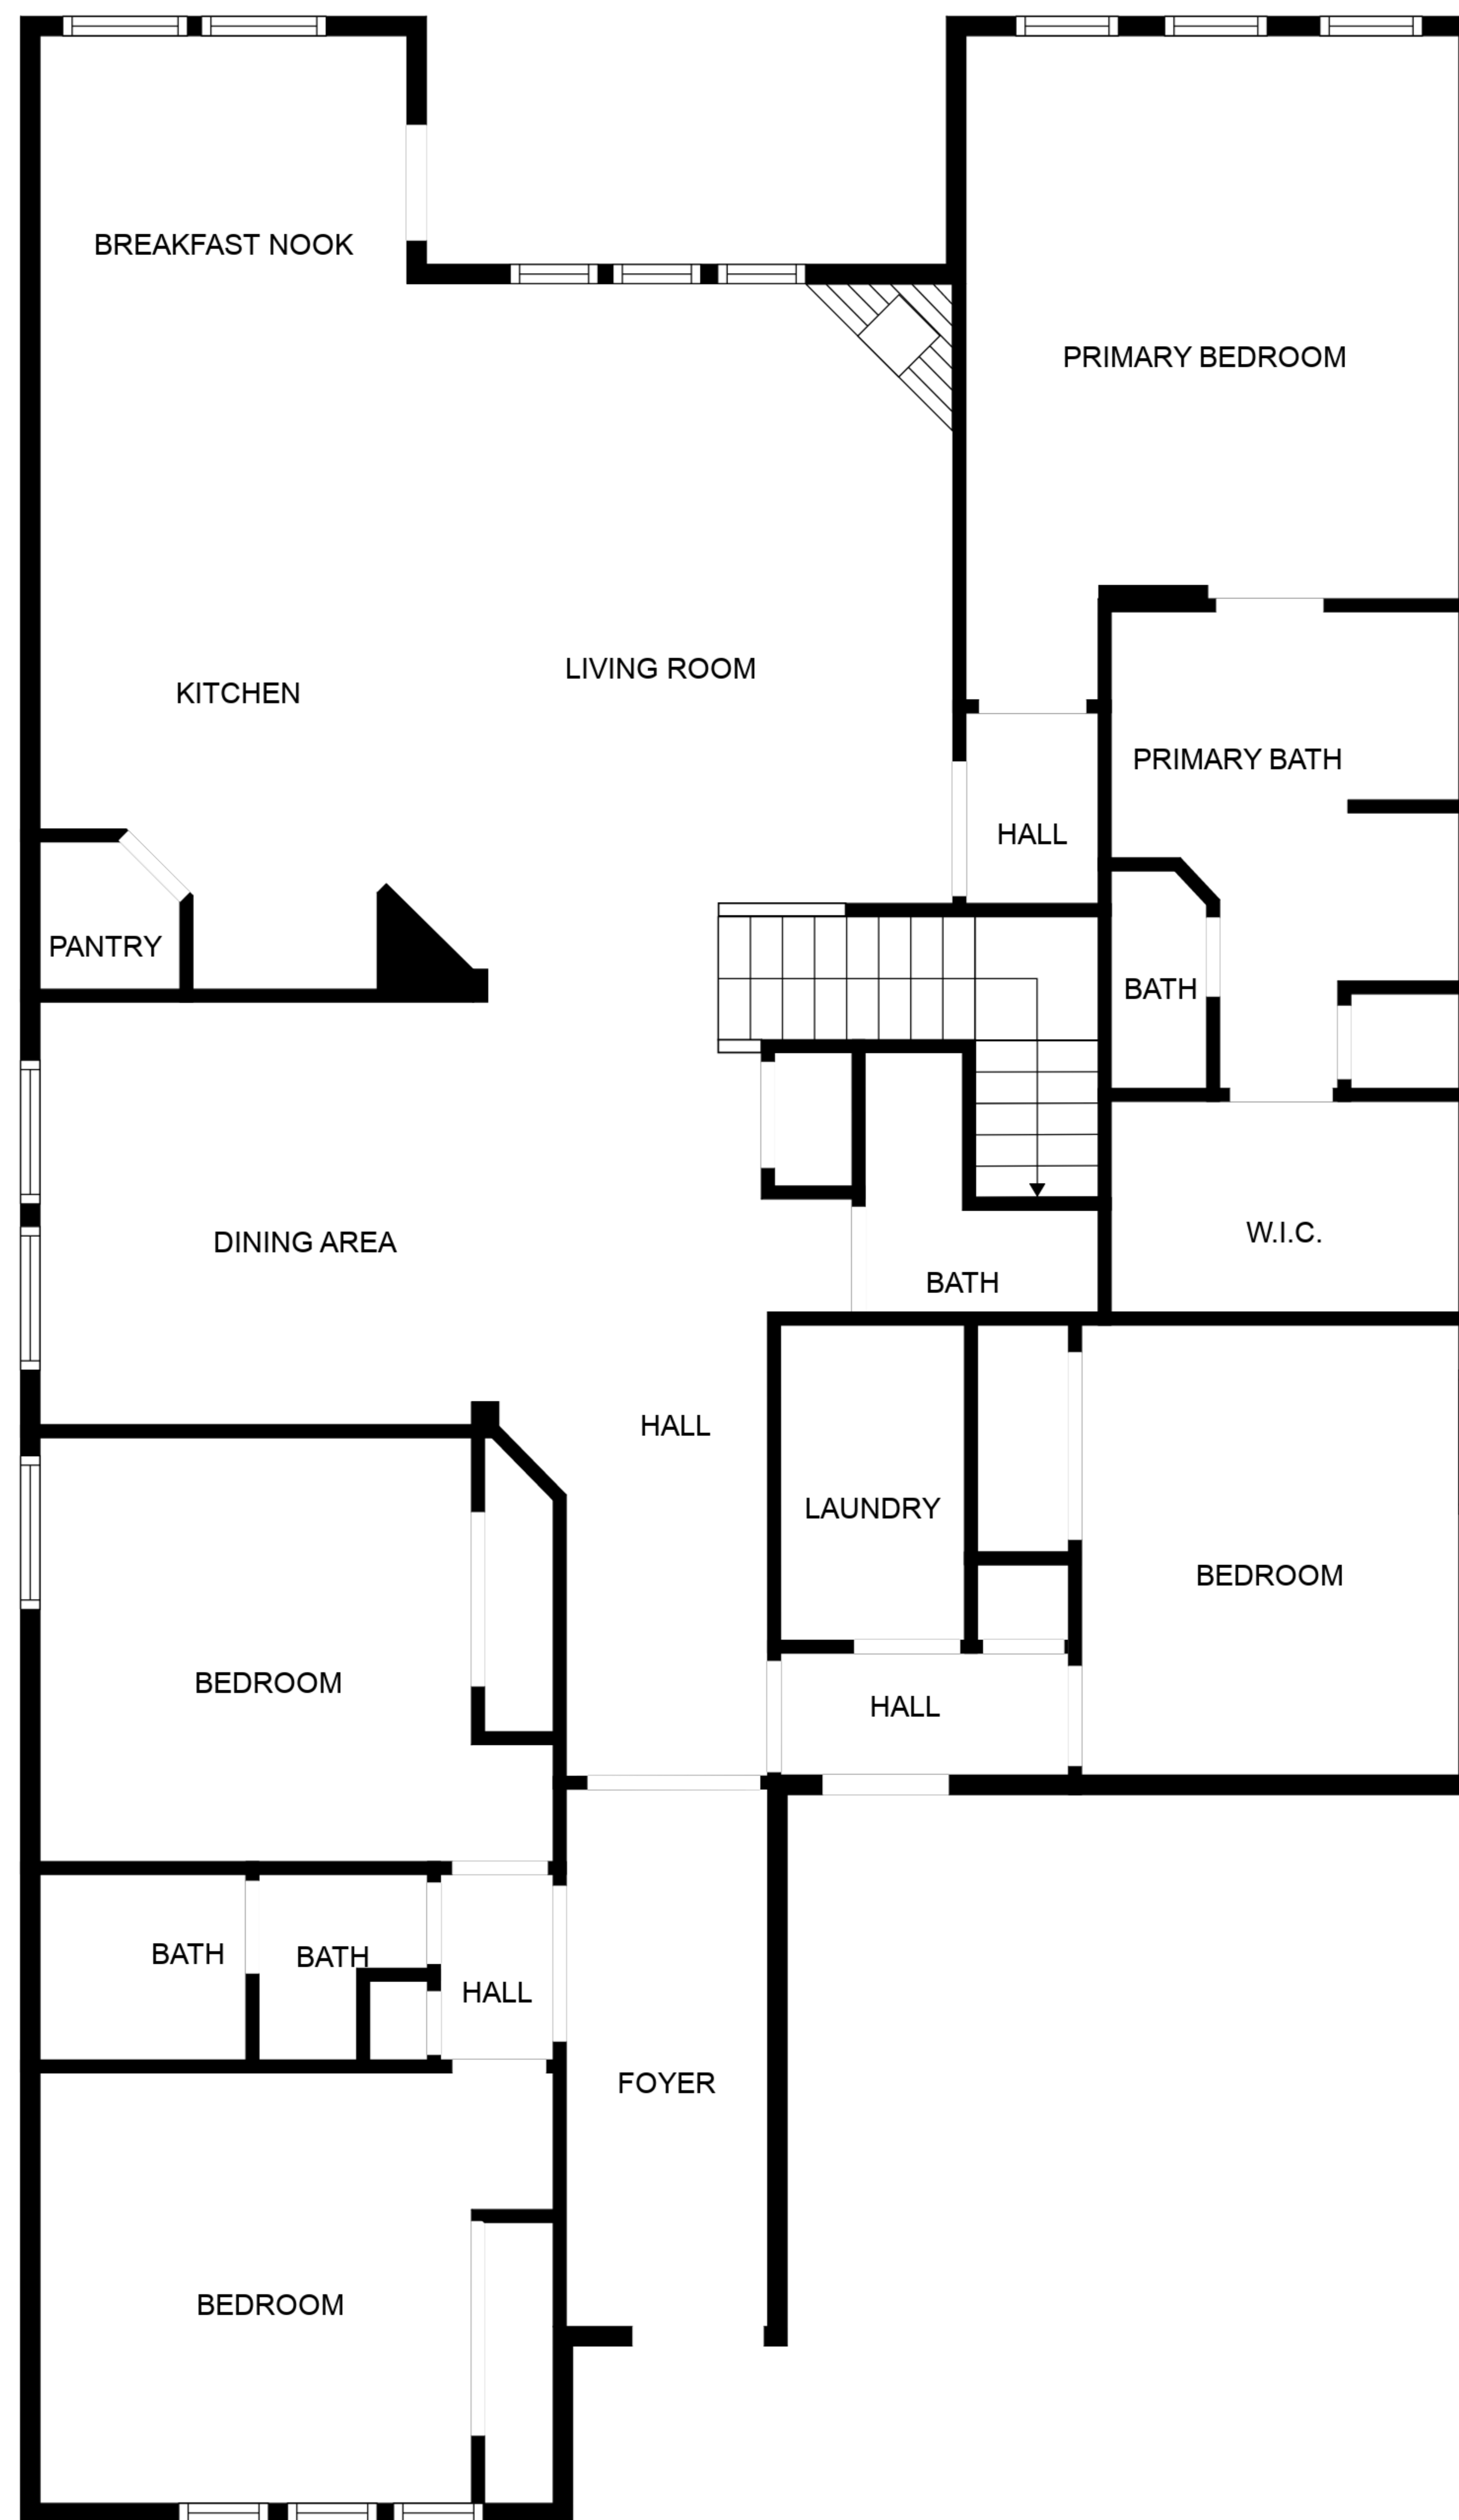 BREAKFAST NOOK
PRIMARY BEDROOM
LIVING ROOM
KITCHEN
PRIMARY BATH
HALL
PANTRY
BATH
W.I.C.
DINING AREA
BATH
HALL
LAUNDRY
BEDROOM
BEDROOM
HALL
BATH
BATH
HALL
FOYER
BEDROOM